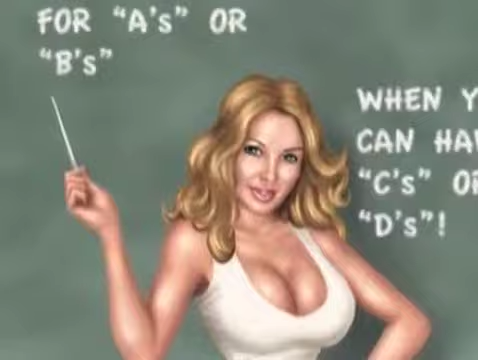 FOR “A's” OR
“B's”
WHEN
CAN
“C's”
“D's”!